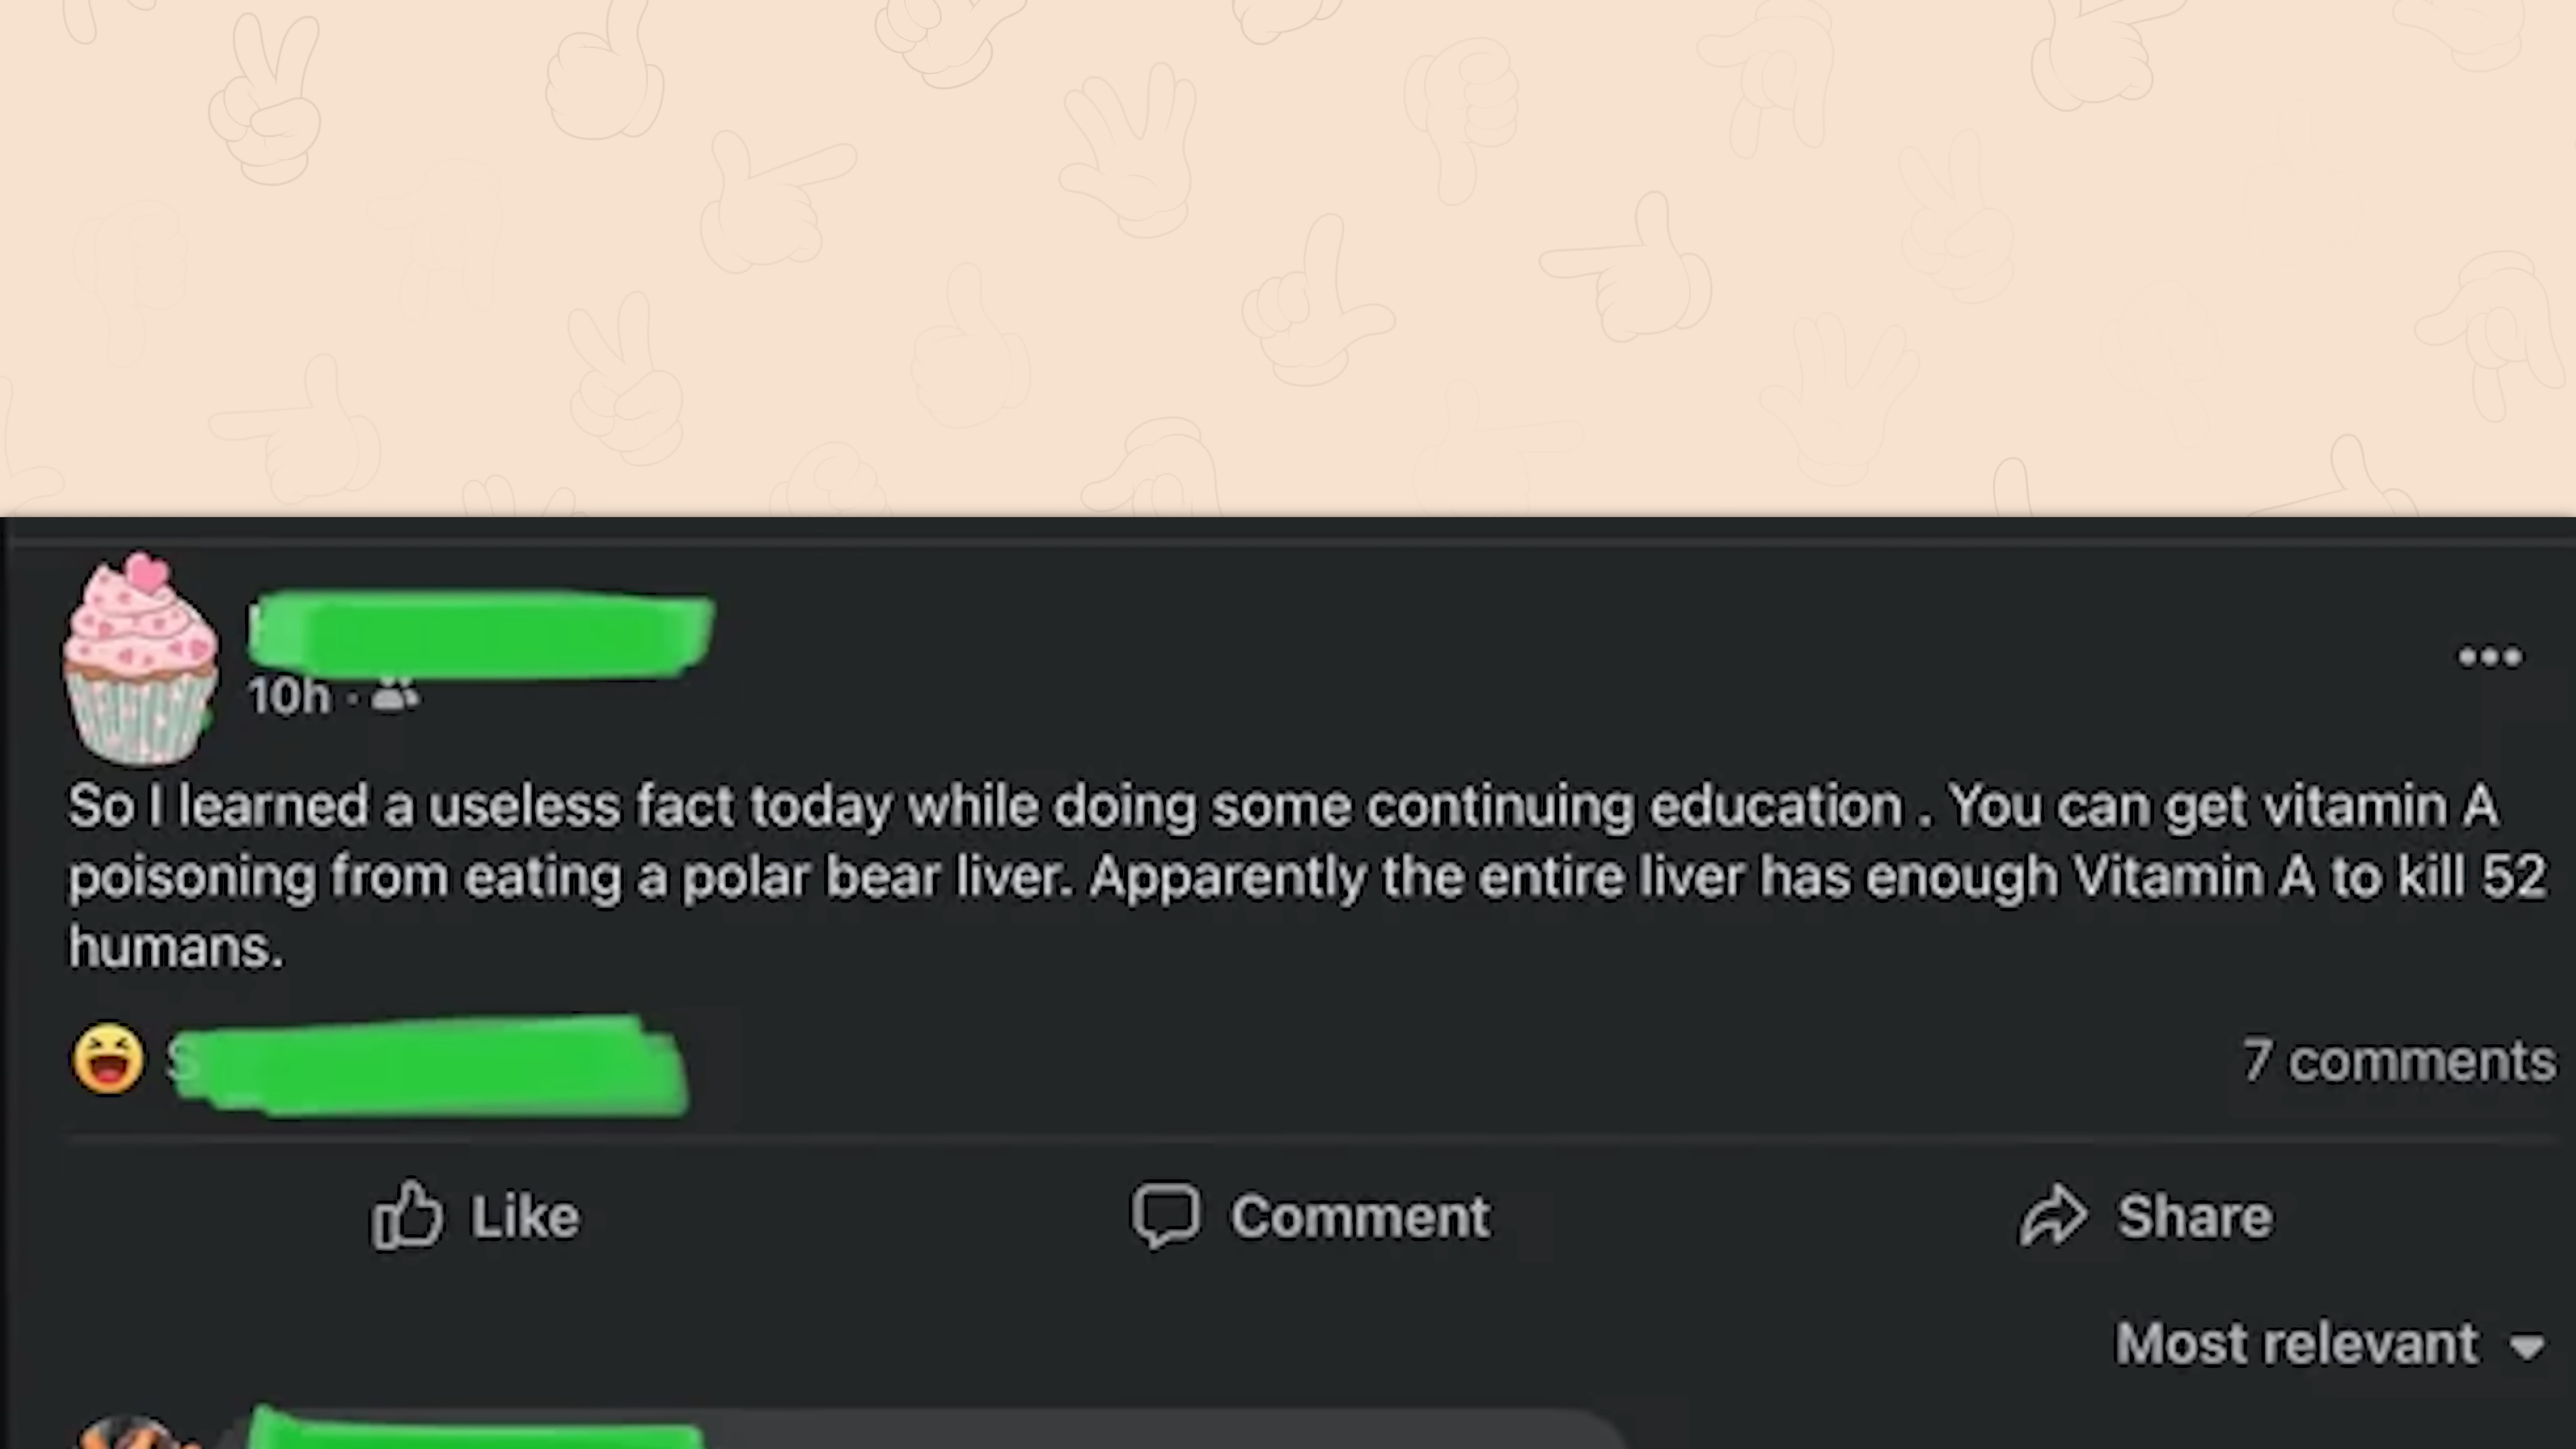 10h ·
So I learned a useless fact today while doing some continuing education . You can get vitamin A
poisoning from eating a polar bear liver. Apparently the entire liver has enough Vitamin A to kill 52
humans.
S
7 comments
Like
Comment
Share
Most relevant